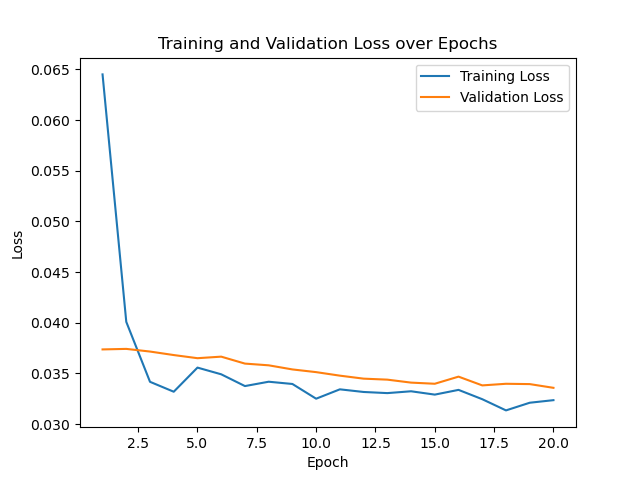 Training and Validation Loss over Epochs
Training Loss
Validation Loss
0.065
0.060
0.055
0.050
0.045
0.040
0.035
0.030
Loss
2.5 5.0 7.5 10.0 12.5 15.0 17.5 20.0
Epoch